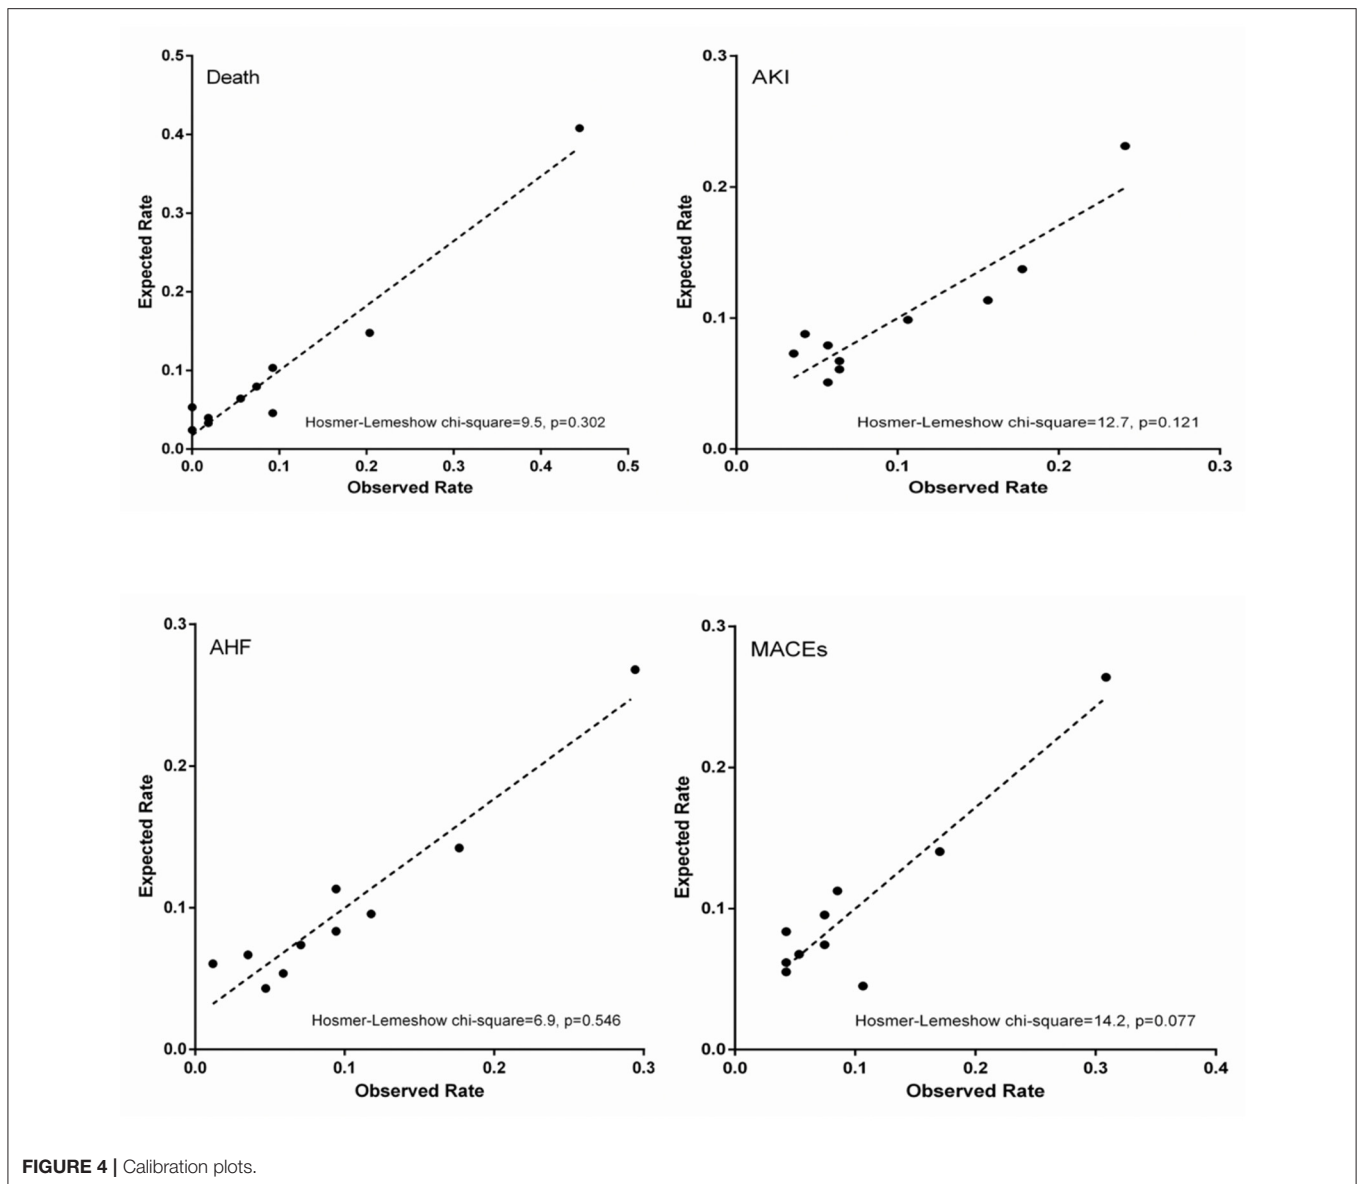 Death
0.5
0.4
0.3
0.2
0.1
0.0
Expected Rate
0.0 0.1 0.2 0.3 0.4 0.5
Observed Rate
Hosmer-Lemeshow chi-square=9.5, p=0.302
AKI
0.3
0.2
0.1
0.0
Expected Rate
0.0 0.1 0.2 0.3
Observed Rate
Hosmer-Lemeshow chi-square=12.7, p=0.121
AHF
0.3
0.2
0.1
0.0
Expected Rate
0.0 0.1 0.2 0.3
Observed Rate
Hosmer-Lemeshow chi-square=6.9, p=0.546
MACEs
0.3
0.2
0.1
0.0
Expected Rate
0.0 0.1 0.2 0.3 0.4
Observed Rate
Hosmer-Lemeshow chi-square=14.2, p=0.077
FIGURE 4 | Calibration plots.